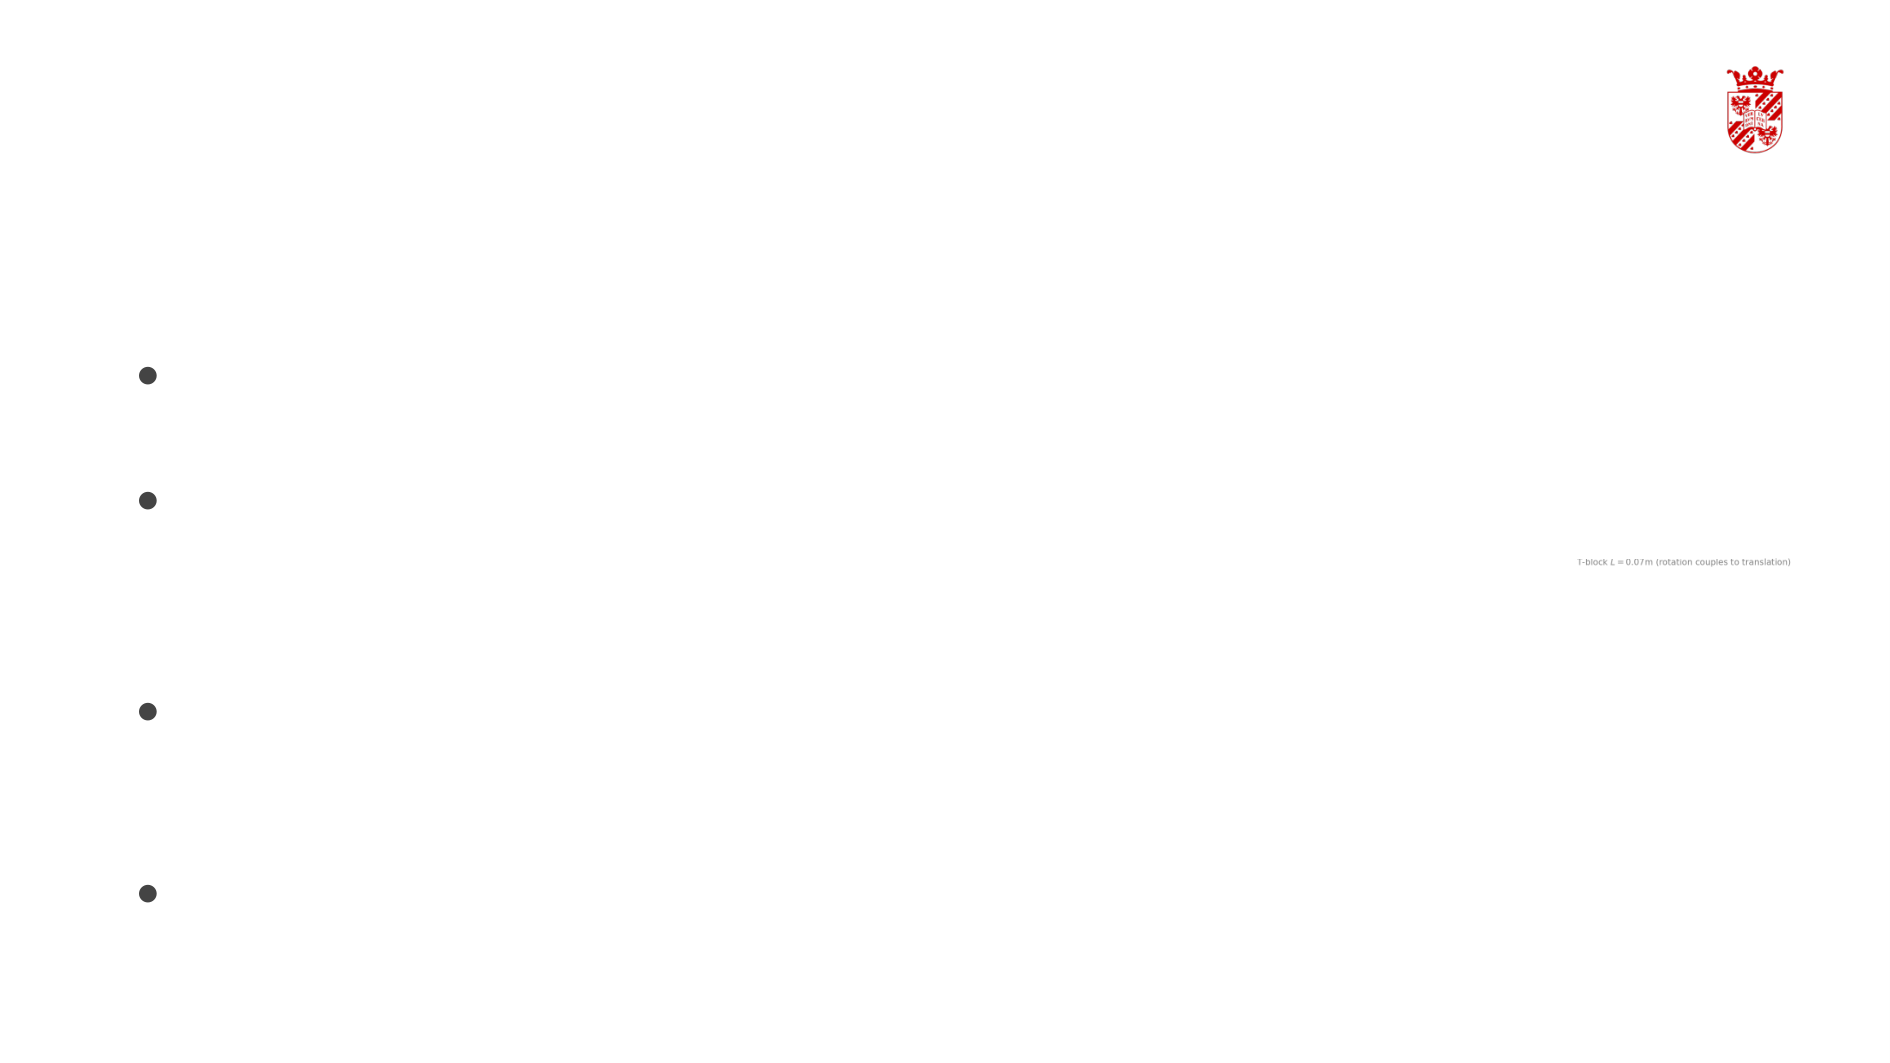 T-block L = 0.07m (rotation couples to translation)